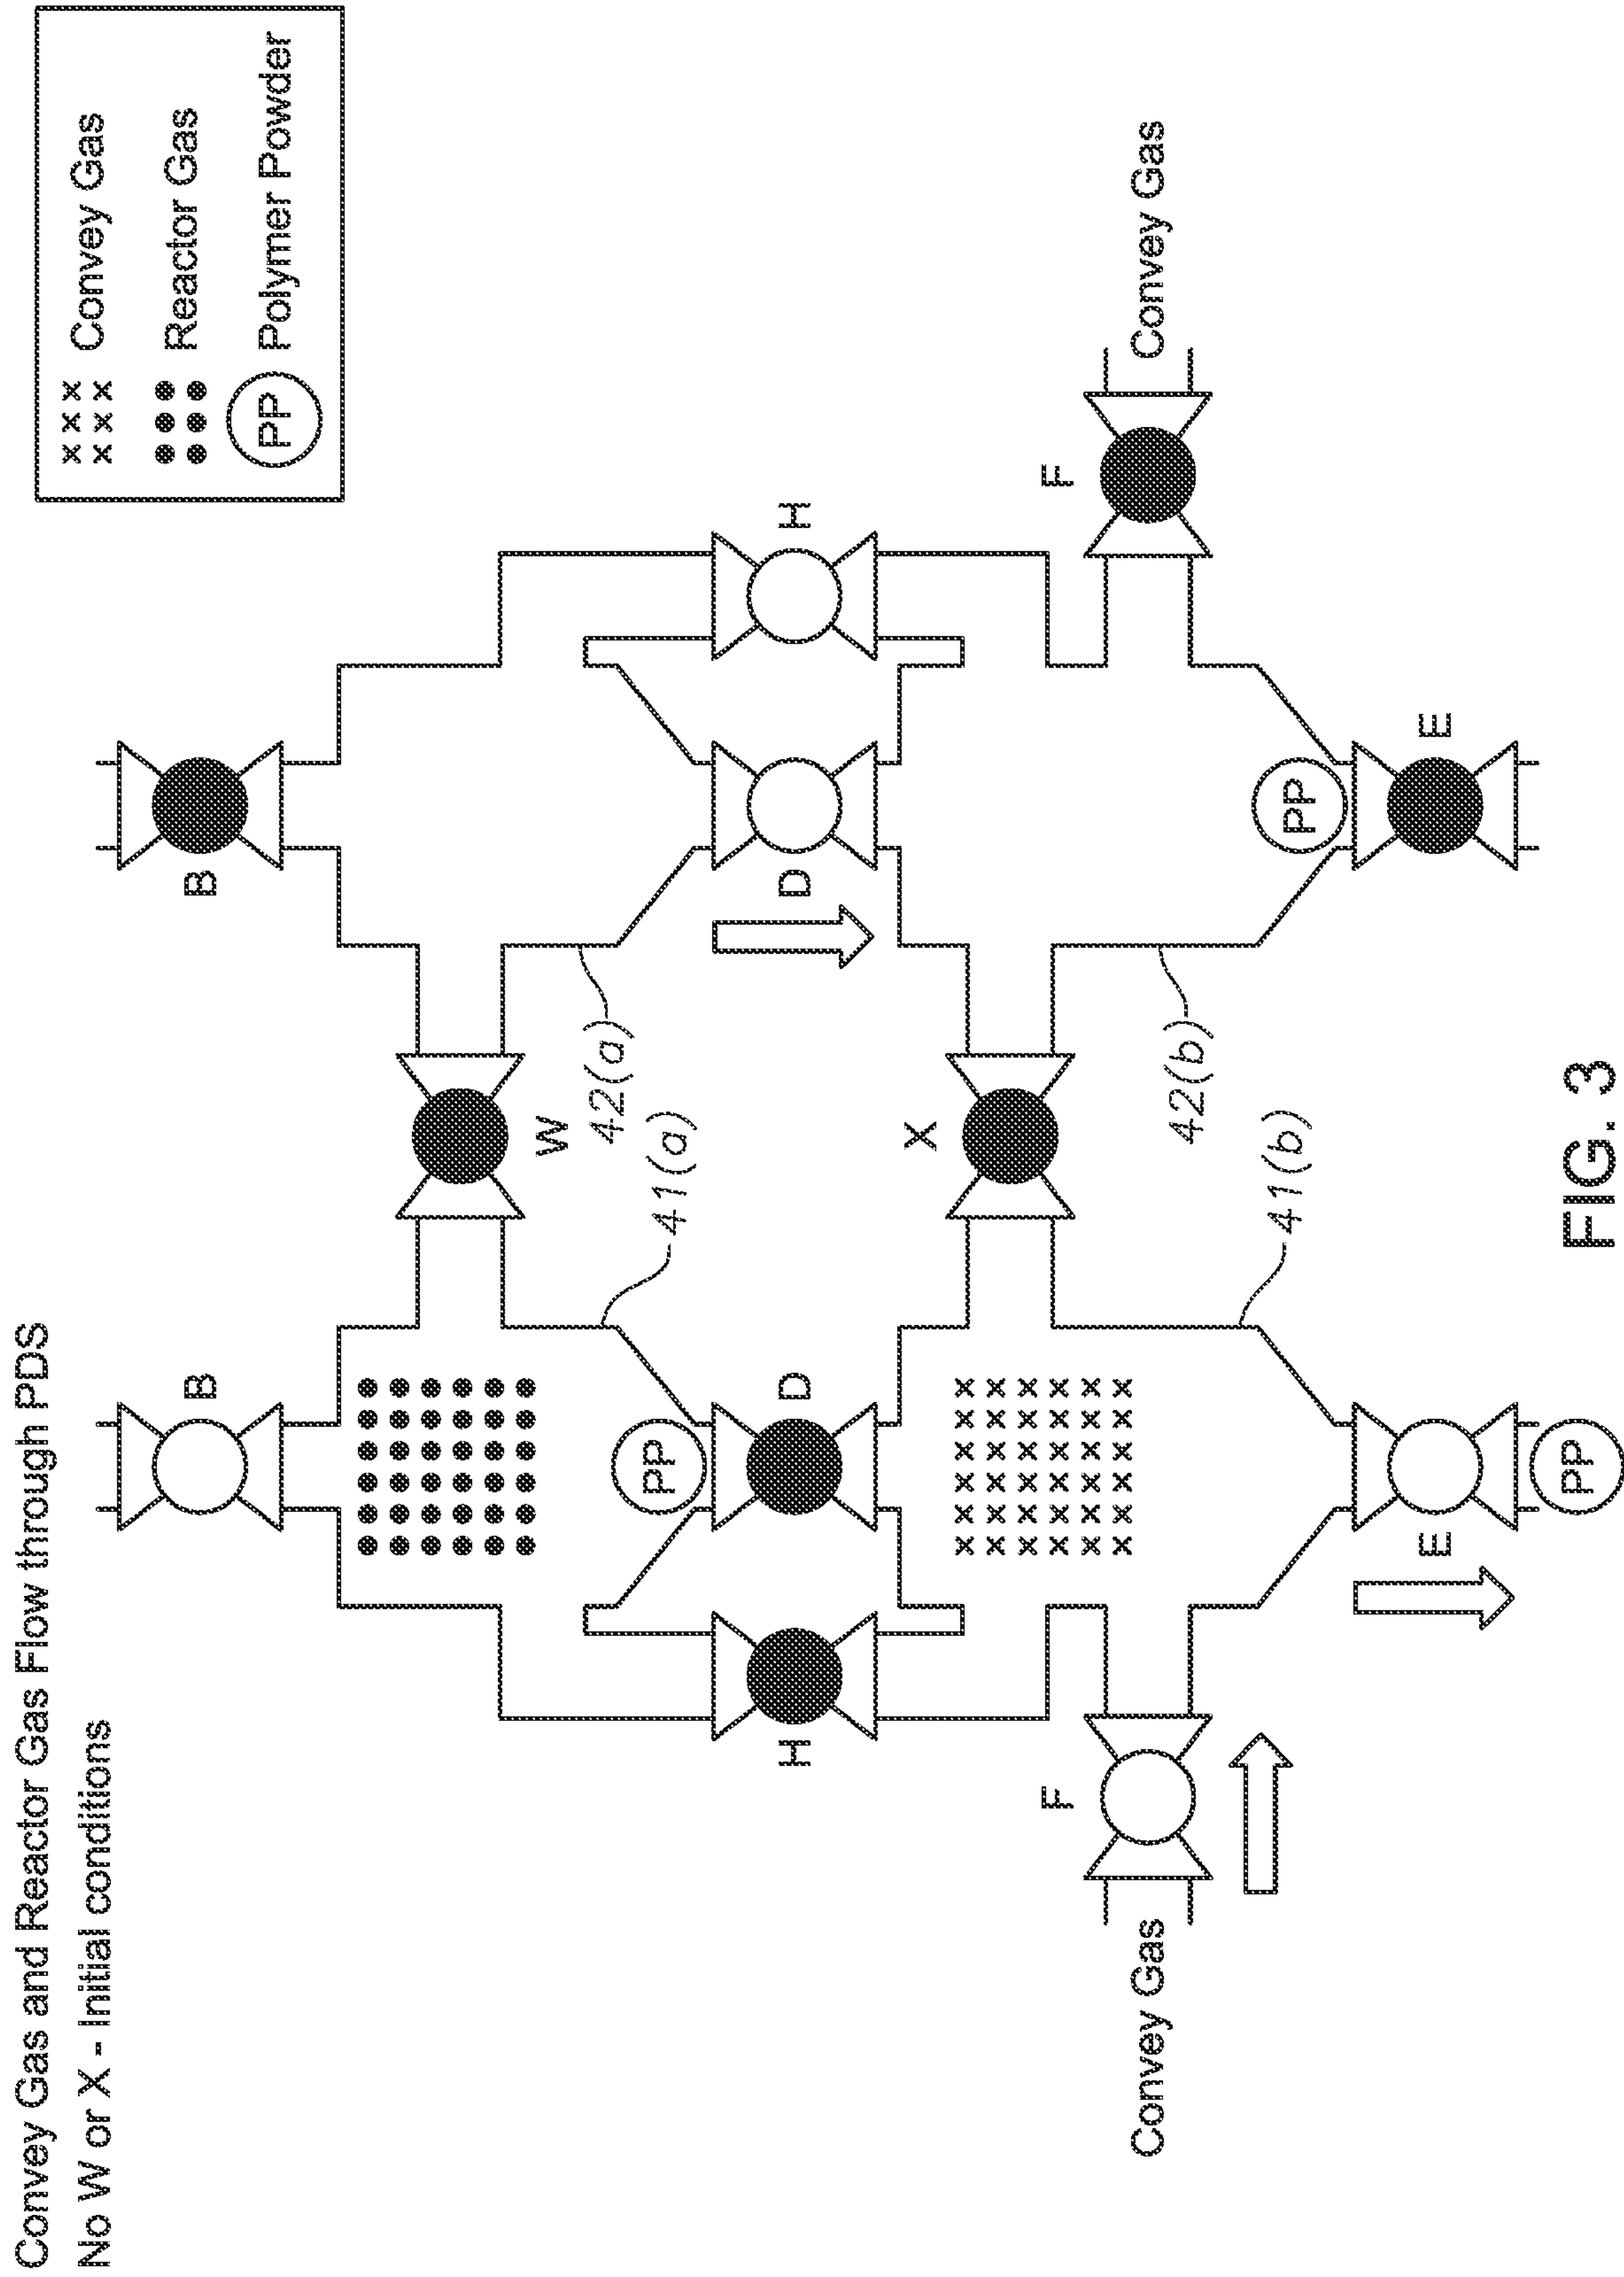 Convey Gas and Reactor Gas Flow through PDS
No W or X - Initial conditions
Convey Gas
Reactor Gas
PP Polymer Powder
B
B
W
41(a)
42(a)
PP
H
D
D
H
X
F
F
Convey Gas
Convey Gas
41(b)
42(b)
PP
E
E
PP
FIG. 3